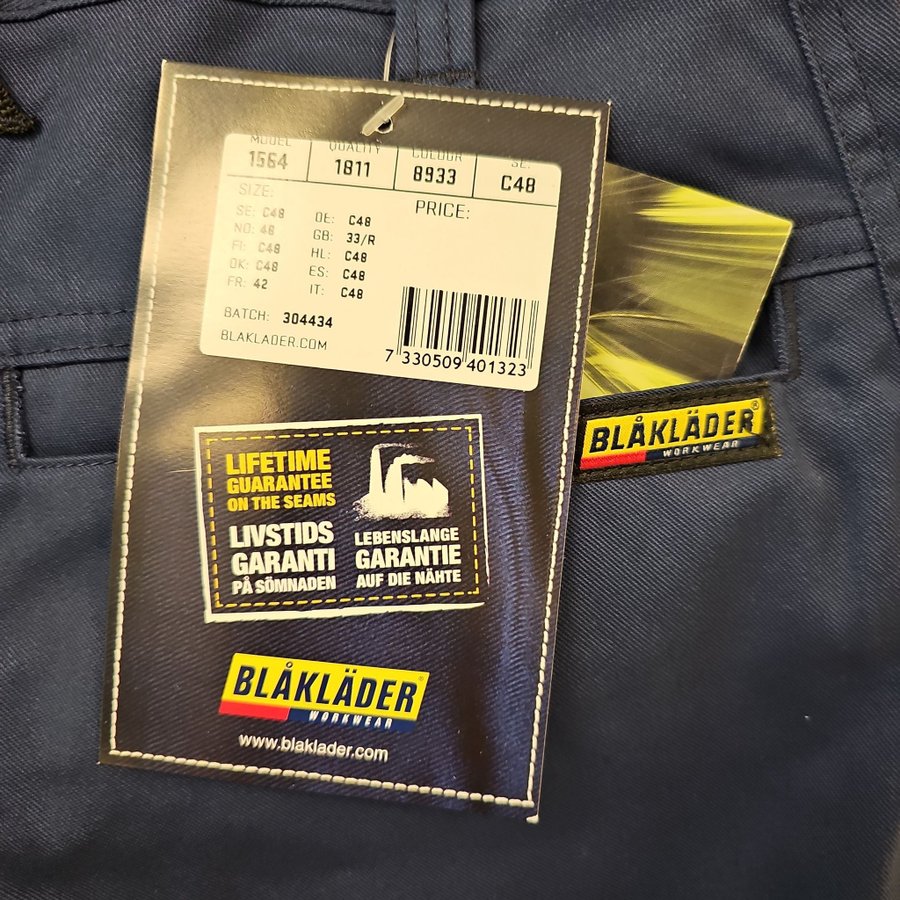 MODEL QUALITY COLOUR SE:
1564 1811 8933 C48
SIZE: PRICE:
SE: C48 DE: C48
NO: 48 GB: 33/R
FI: C48 HL: C48
DK: C48 ES: C48
FR: 42 IT: C48
BATCH: 304434
BLAKLADER.COM
7 330509 401323
LIFETIME
GUARANTEE
ON THE SEAMS
LIVSTIDS
GARANTI
PÅ SÖMNADEN
LEBENSLANGE
GARANTIE
AUF DIE NÄHTE
BLÅKLÄDER®
WORKWEAR
www.blaklader.com
BLÅKLÄDER®
WORKWEAR